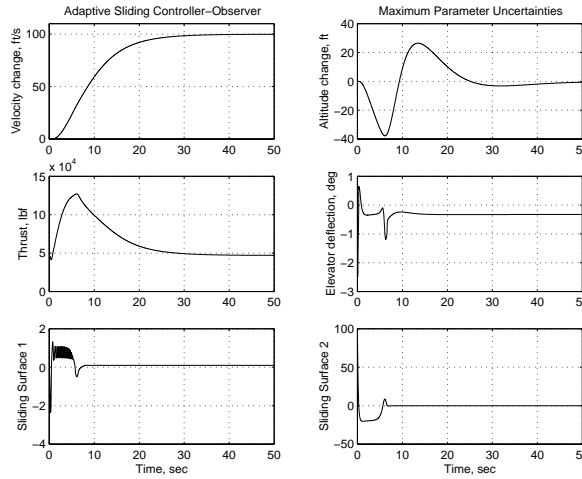 Adaptive Sliding Controller−Observer
Maximum Parameter Uncertainties
Velocity change, ft/s
100
50
0
0 10 20 30 40 50
Altitude change, ft
40
20
0
−20
−40
0 10 20 30 40 50
x 10^4
Thrust, lbf
15
10
5
0
0 10 20 30 40 50
Elevator deflection, deg
1
0
−1
−2
−3
0 10 20 30 40 50
Sliding Surface 1
2
0
−2
−4
0 10 20 30 40 50
Time, sec
Sliding Surface 2
100
50
0
−50
0 10 20 30 40 50
Time, sec